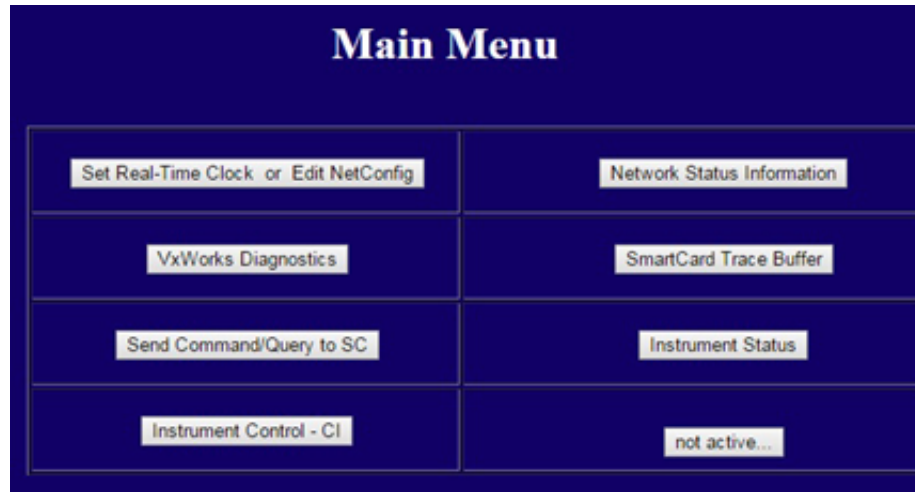 Main Menu
Set Real-Time Clock or Edit NetConfig
Network Status Information
VxWorks Diagnostics
SmartCard Trace Buffer
Send Command/Query to SC
Instrument Status
Instrument Control - CI
not active...